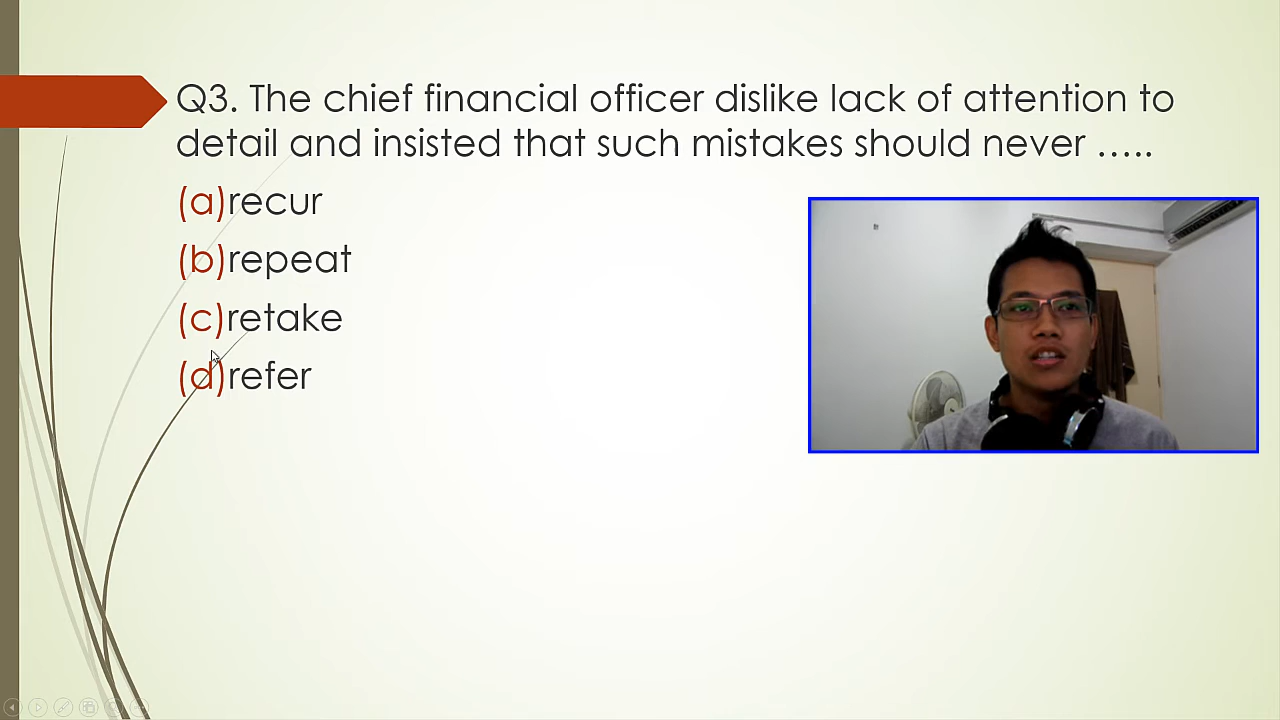 Q3. The chief financial officer dislike lack of attention to
detail and insisted that such mistakes should never …..
(a)recur
(b)repeat
(c)retake
(d)refer